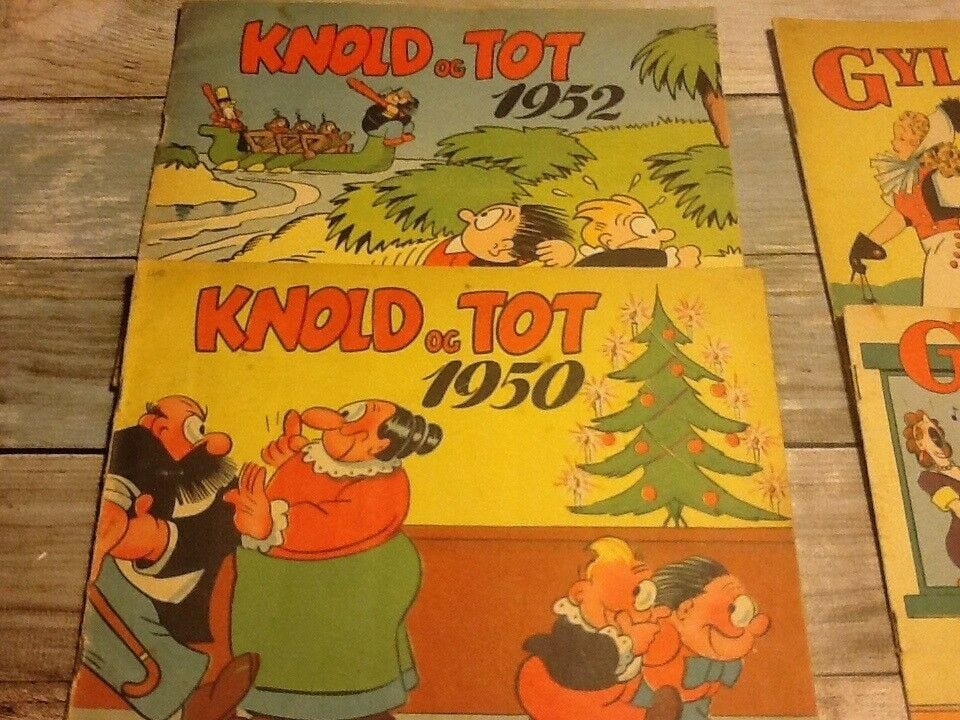 KNOLD OG TOT
1952
KNOLD OG TOT
1950
GYL
G